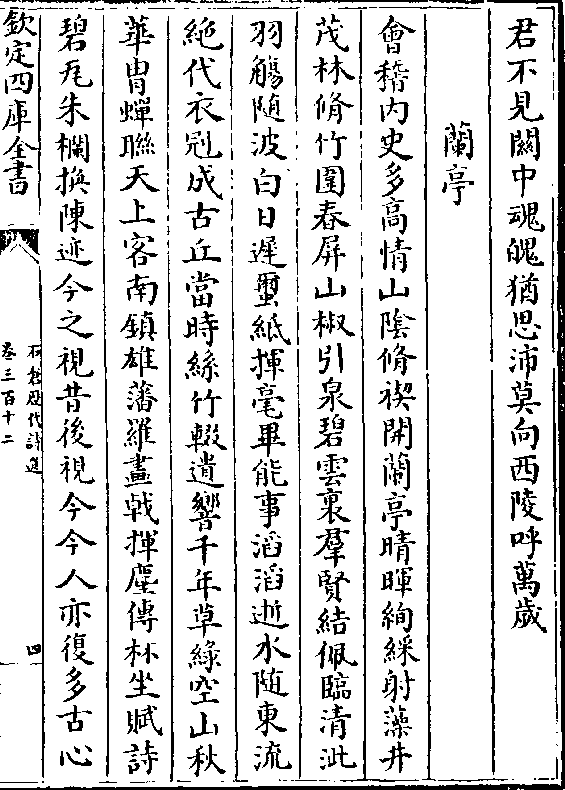 君不見關中魂魄猶思沛莫向西陵呼萬歲
蘭亭
會稽内史多高情山陰脩禊開蘭亭晴暉絢綵射藻井
茂林脩竹圍春屏山椒引泉碧雲裏羣賢結佩臨清泚
羽觴随波白日遲蠒紙揮毫畢能事滔滔逝水随東流
絶代衣冠成古丘當時絲竹輟遺響千年草緑空山秋
華胄蟬聯天上客南鎮雄藩羅畫㦸揮麈傳杯坐賦詩
碧瓦朱欄換陳迹今之視昔後視今今人亦復多古心
欽定四庫全書
石倉歷代詩選
卷三百十二
四